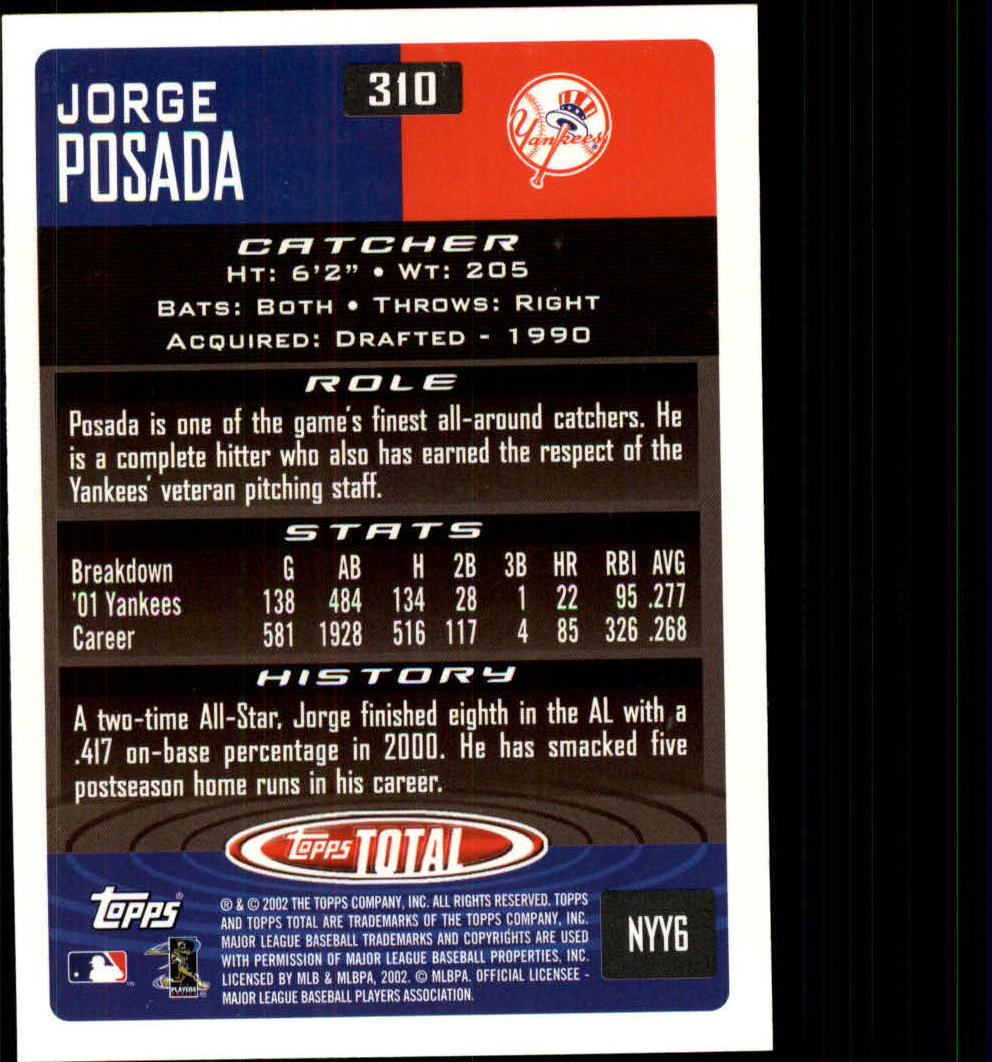 JORGE
POSADA
310
Yankees
CATCHER
HT: 6'2" • WT: 205
BATS: BOTH • THROWS: RIGHT
ACQUIRED: DRAFTED - 1990
ROLE
Posada is one of the game's finest all-around catchers. He
is a complete hitter who also has earned the respect of the
Yankees' veteran pitching staff.
STATS
Breakdown G AB H 2B 3B HR RBI AVG
'01 Yankees 138 484 134 28 1 22 95 .277
Career 581 1928 516 117 4 85 326 .268
HISTORY
A two-time All-Star, Jorge finished eighth in the AL with a
.417 on-base percentage in 2000. He has smacked five
postseason home runs in his career.
Topps TOTAL
Topps®
® & © 2002 THE TOPPS COMPANY, INC. ALL RIGHTS RESERVED. TOPPS
AND TOPPS TOTAL ARE TRADEMARKS OF THE TOPPS COMPANY, INC.
MAJOR LEAGUE BASEBALL TRADEMARKS AND COPYRIGHTS ARE USED
WITH PERMISSION OF MAJOR LEAGUE BASEBALL PROPERTIES, INC.
LICENSED BY MLB & MLBPA, 2002. © MLBPA. OFFICIAL LICENSEE -
MAJOR LEAGUE BASEBALL PLAYERS ASSOCIATION.
PLAYERS
NYY6